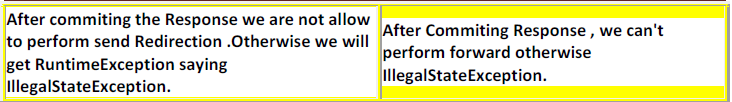 After commiting the Response we are not allow
to perform send Redirection .Otherwise we will
get RuntimeException saying
IllegalStateException.
After Commiting Response , we can't
perform forward otherwise
IllegalStateException.